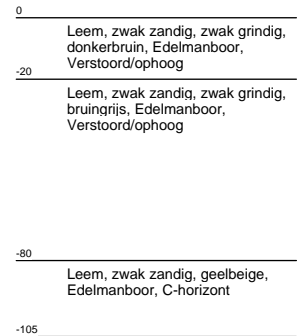 0
Leem, zwak zandig, zwak grindig,
donkerbruin, Edelmanboor,
Verstoord/ophoog
-20
Leem, zwak zandig, zwak grindig,
bruingrijs, Edelmanboor,
Verstoord/ophoog
-80
Leem, zwak zandig, geelbeige,
Edelmanboor, C-horizont
-105